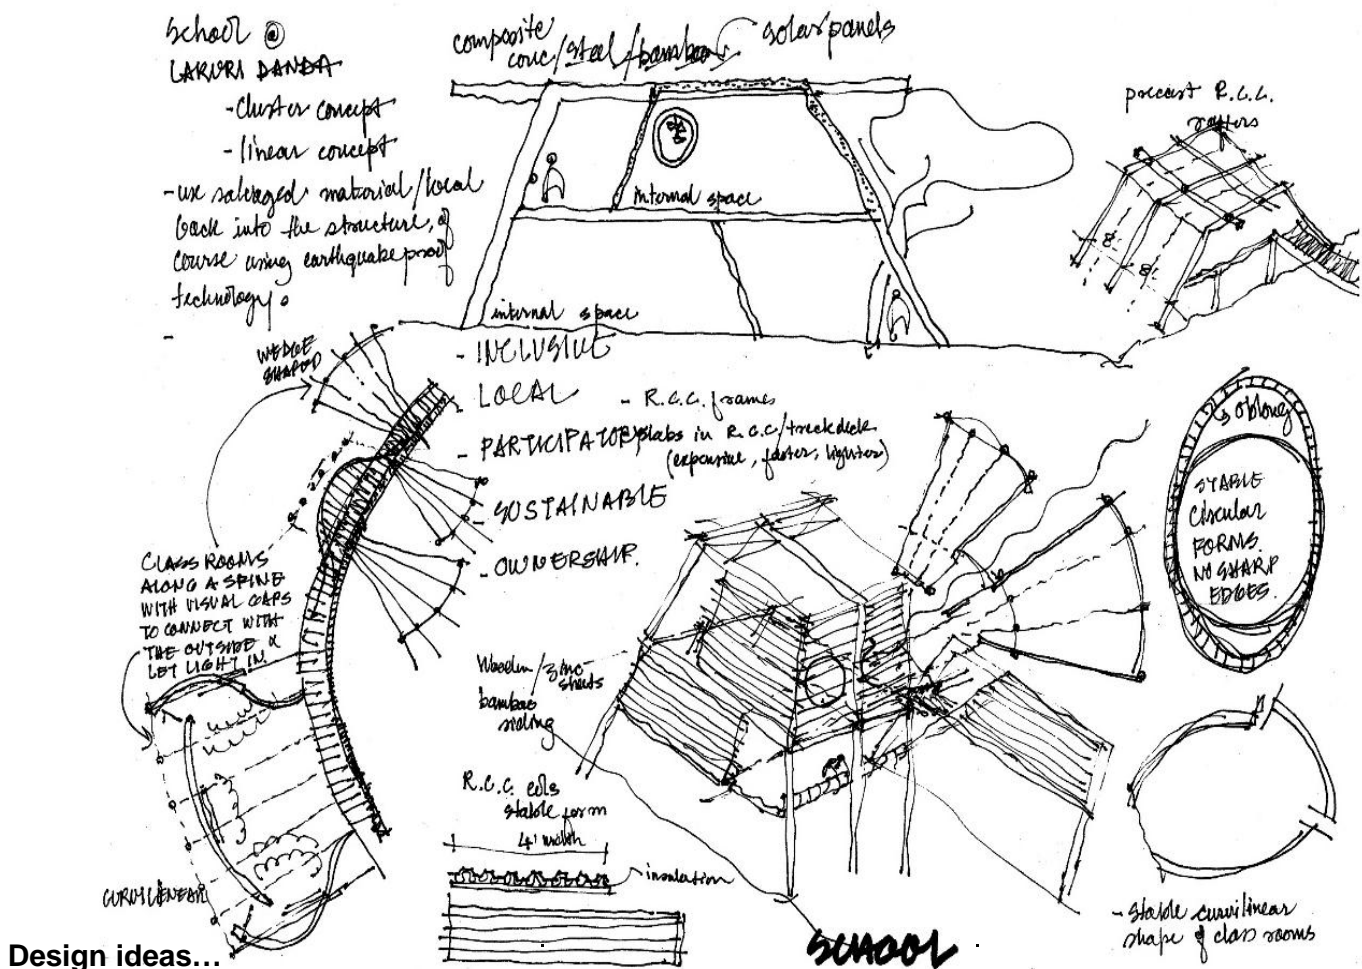 School @
LAKURI DANDA
- cluster concept
- linear concept
- use salvaged material/local
back into the structure, of
course using earthquake proof
technology.
-
composite
conc/steel/bamboo
solar panels
internal space
internal space
precast R.C.C.
rafters
8'
8'
WEDGE
SHAPED
- INCLUSIVE
- LOCAL
- PARTICIPATORY
- SUSTAINABLE
- OWNERSHIP.
- R.C.C. frames
slabs in R.C.C/truckdeck
(expensive, faster, lighter)
oblong
STABLE
Circular
FORMS.
NO SHARP
EDGES.
CLASSROOMS
ALONG A SPINE
WITH VISUAL GAPS
TO CONNECT WITH
THE OUTSIDE &
LET LIGHT IN.
Wooden/zinc
sheets
bamboo
siding
R.C.C. cols
stable form
4' width
insulation
CURVILINEAR
- Stable curvilinear
shape of class rooms
SCHOOL
Design ideas...